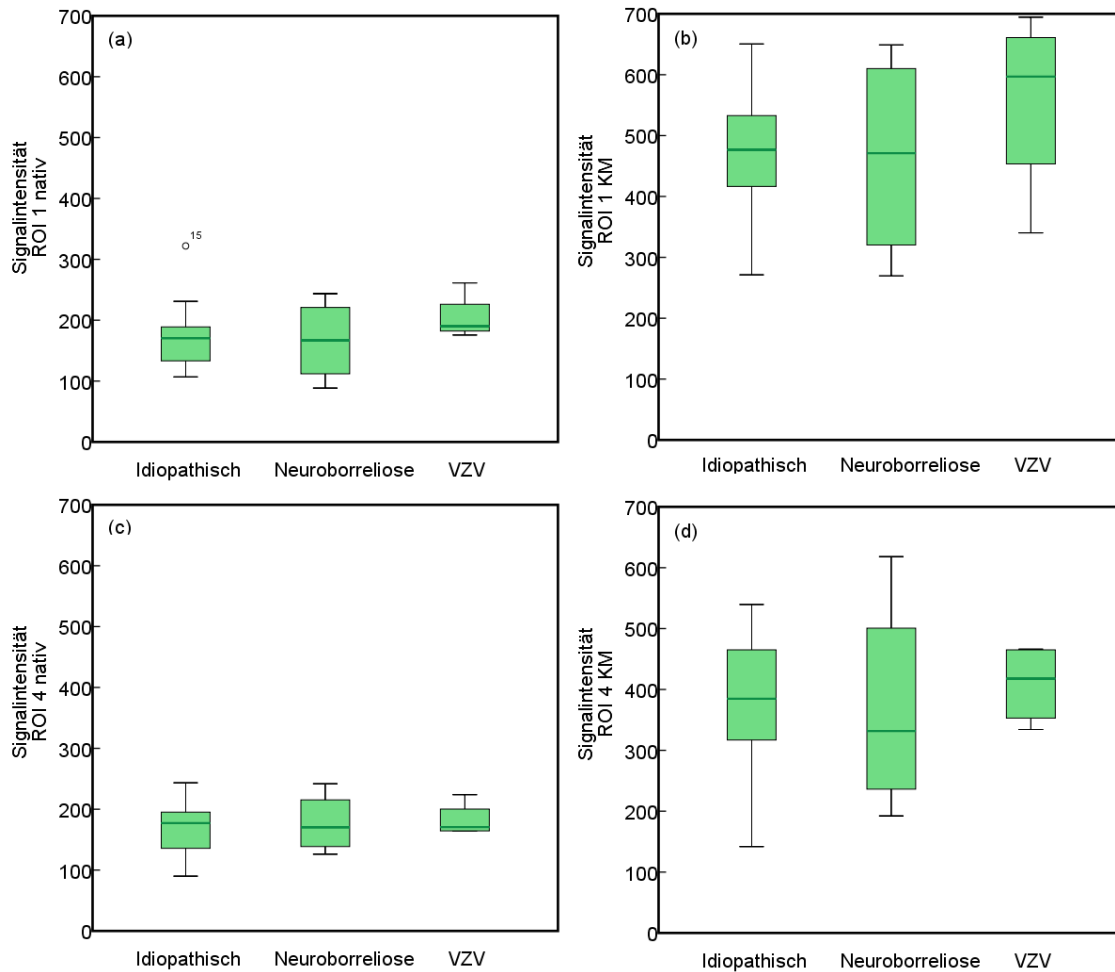 (a)
Signalintensität
ROI 1 nativ
700
600
500
400
300
200
100
0
15
Idiopathisch Neuroborreliose VZV
(b)
Signalintensität
ROI 1 KM
700
600
500
400
300
200
100
0
Idiopathisch Neuroborreliose VZV
(c)
Signalintensität
ROI 4 nativ
700
600
500
400
300
200
100
0
Idiopathisch Neuroborreliose VZV
(d)
Signalintensität
ROI 4 KM
700
600
500
400
300
200
100
0
Idiopathisch Neuroborreliose VZV